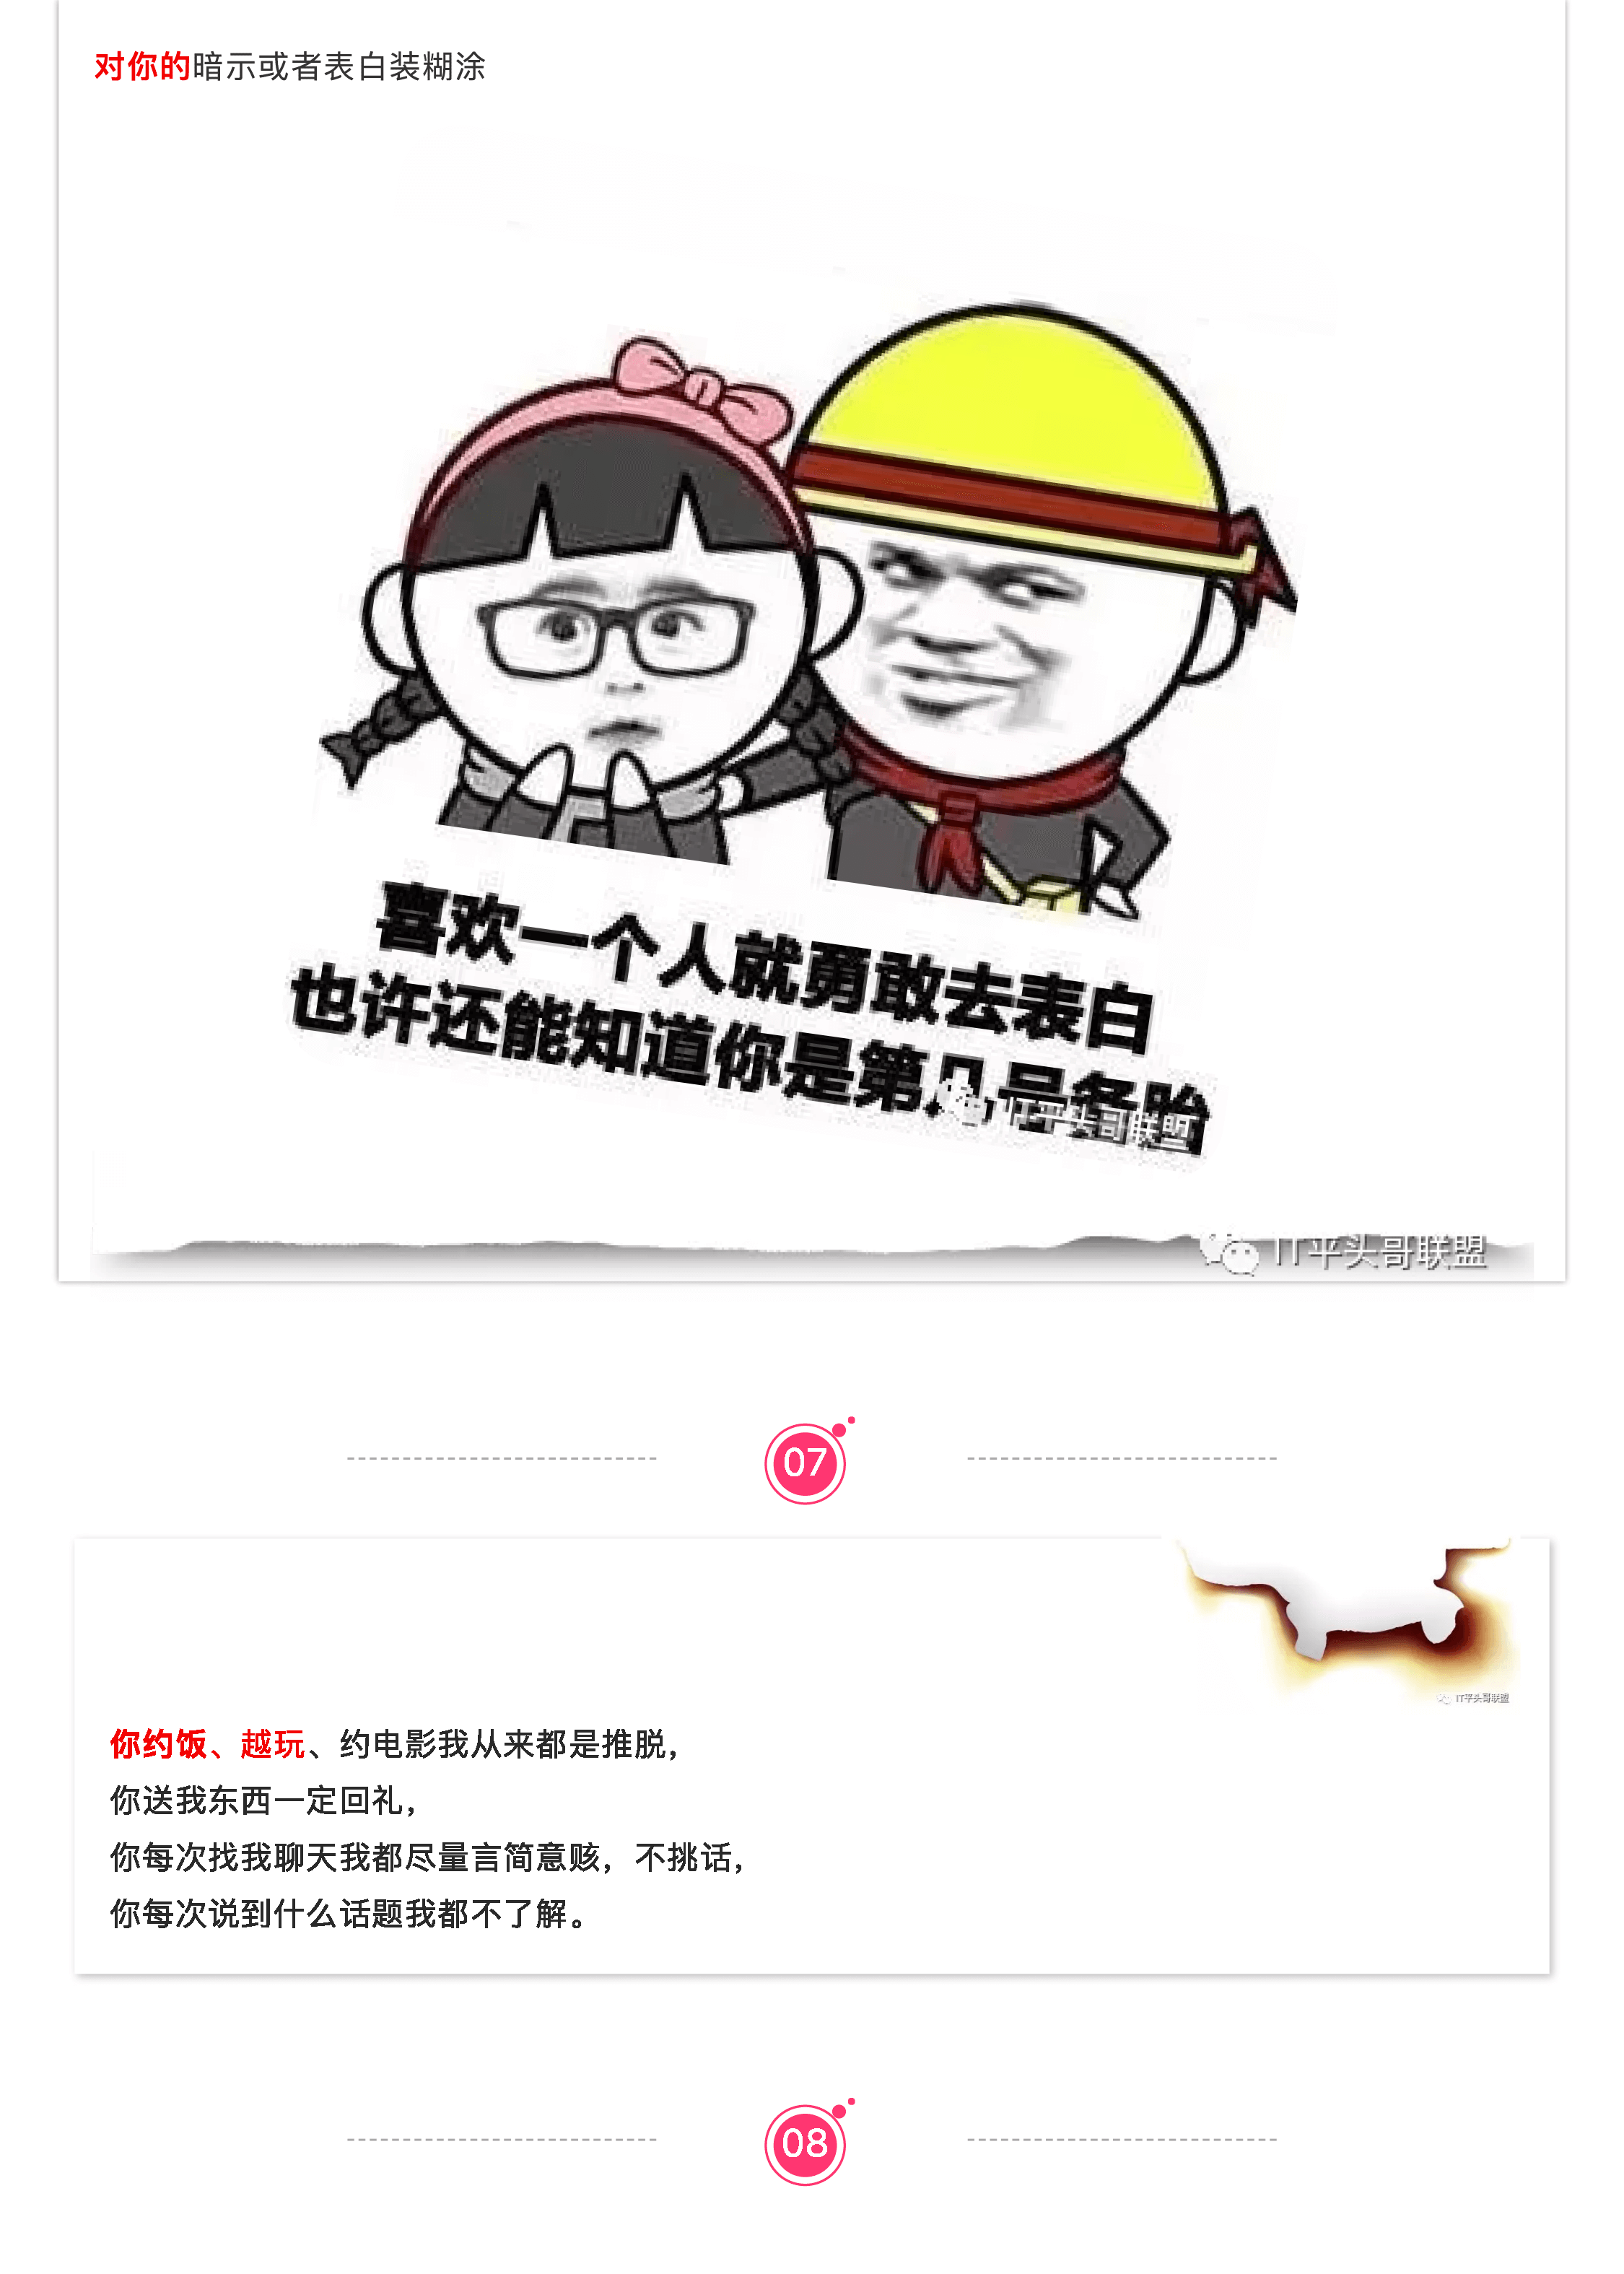 对你的暗示或者表白装糊涂
喜欢一个人就勇敢去表白
也许还能知道你是第几号备胎
IT平头哥联盟
IT平头哥联盟
07
IT平头哥联盟
你约饭、越玩、约电影我从来都是推脱，
你送我东西一定回礼，
你每次找我聊天我都尽量言简意赅，不挑话，
你每次说到什么话题我都不了解。
08